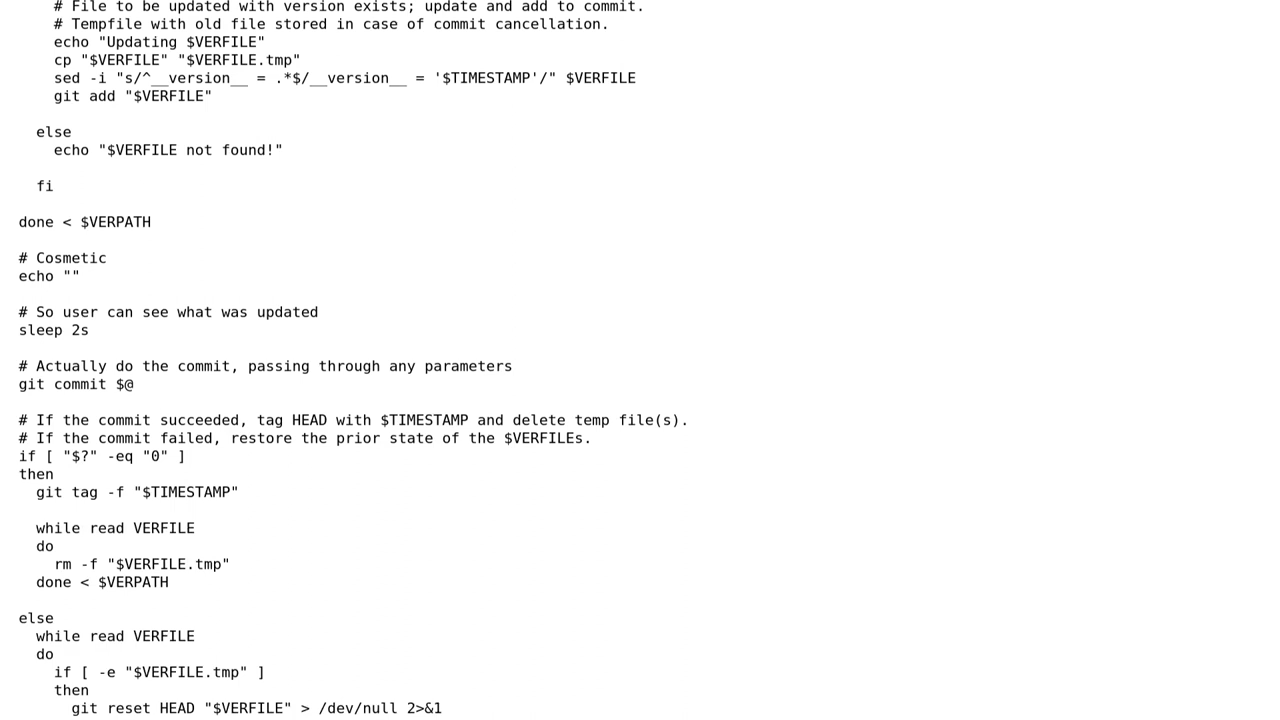 # File to be updated with version exists; update and add to commit.
# Tempfile with old file stored in case of commit cancellation.
echo "Updating $VERFILE"
cp "$VERFILE" "$VERFILE.tmp"
sed -i "s/^__version__ = .*$/__version__ = '$TIMESTAMP'/" $VERFILE
git add "$VERFILE"
else
echo "$VERFILE not found!"
fi
done < $VERPATH
# Cosmetic
echo ""
# So user can see what was updated
sleep 2s
# Actually do the commit, passing through any parameters
git commit $@
# If the commit succeeded, tag HEAD with $TIMESTAMP and delete temp file(s).
# If the commit failed, restore the prior state of the $VERFILEs.
if [ "$?" -eq "0" ]
then
git tag -f "$TIMESTAMP"
while read VERFILE
do
rm -f "$VERFILE.tmp"
done < $VERPATH
else
while read VERFILE
do
if [ -e "$VERFILE.tmp" ]
then
git reset HEAD "$VERFILE" > /dev/null 2>&1